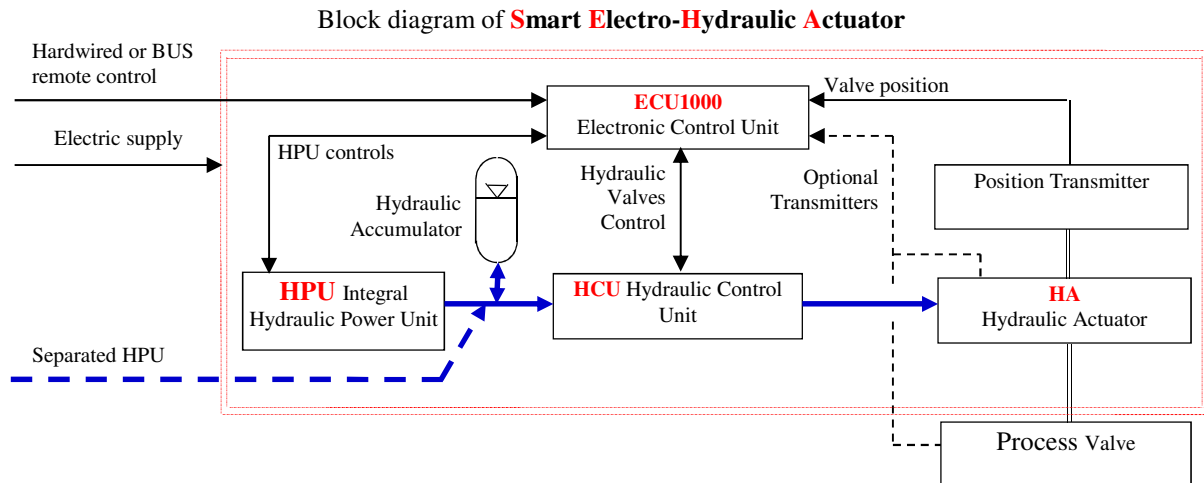 Block diagram of Smart Electro-Hydraulic Actuator
Hardwired or BUS
remote control
Electric supply
ECU1000
Electronic Control Unit
Valve position
HPU controls
Hydraulic
Accumulator
Hydraulic
Valves
Control
Optional
Transmitters
Position Transmitter
HPU Integral
Hydraulic Power Unit
HCU Hydraulic Control
Unit
HA
Hydraulic Actuator
Separated HPU
Process Valve